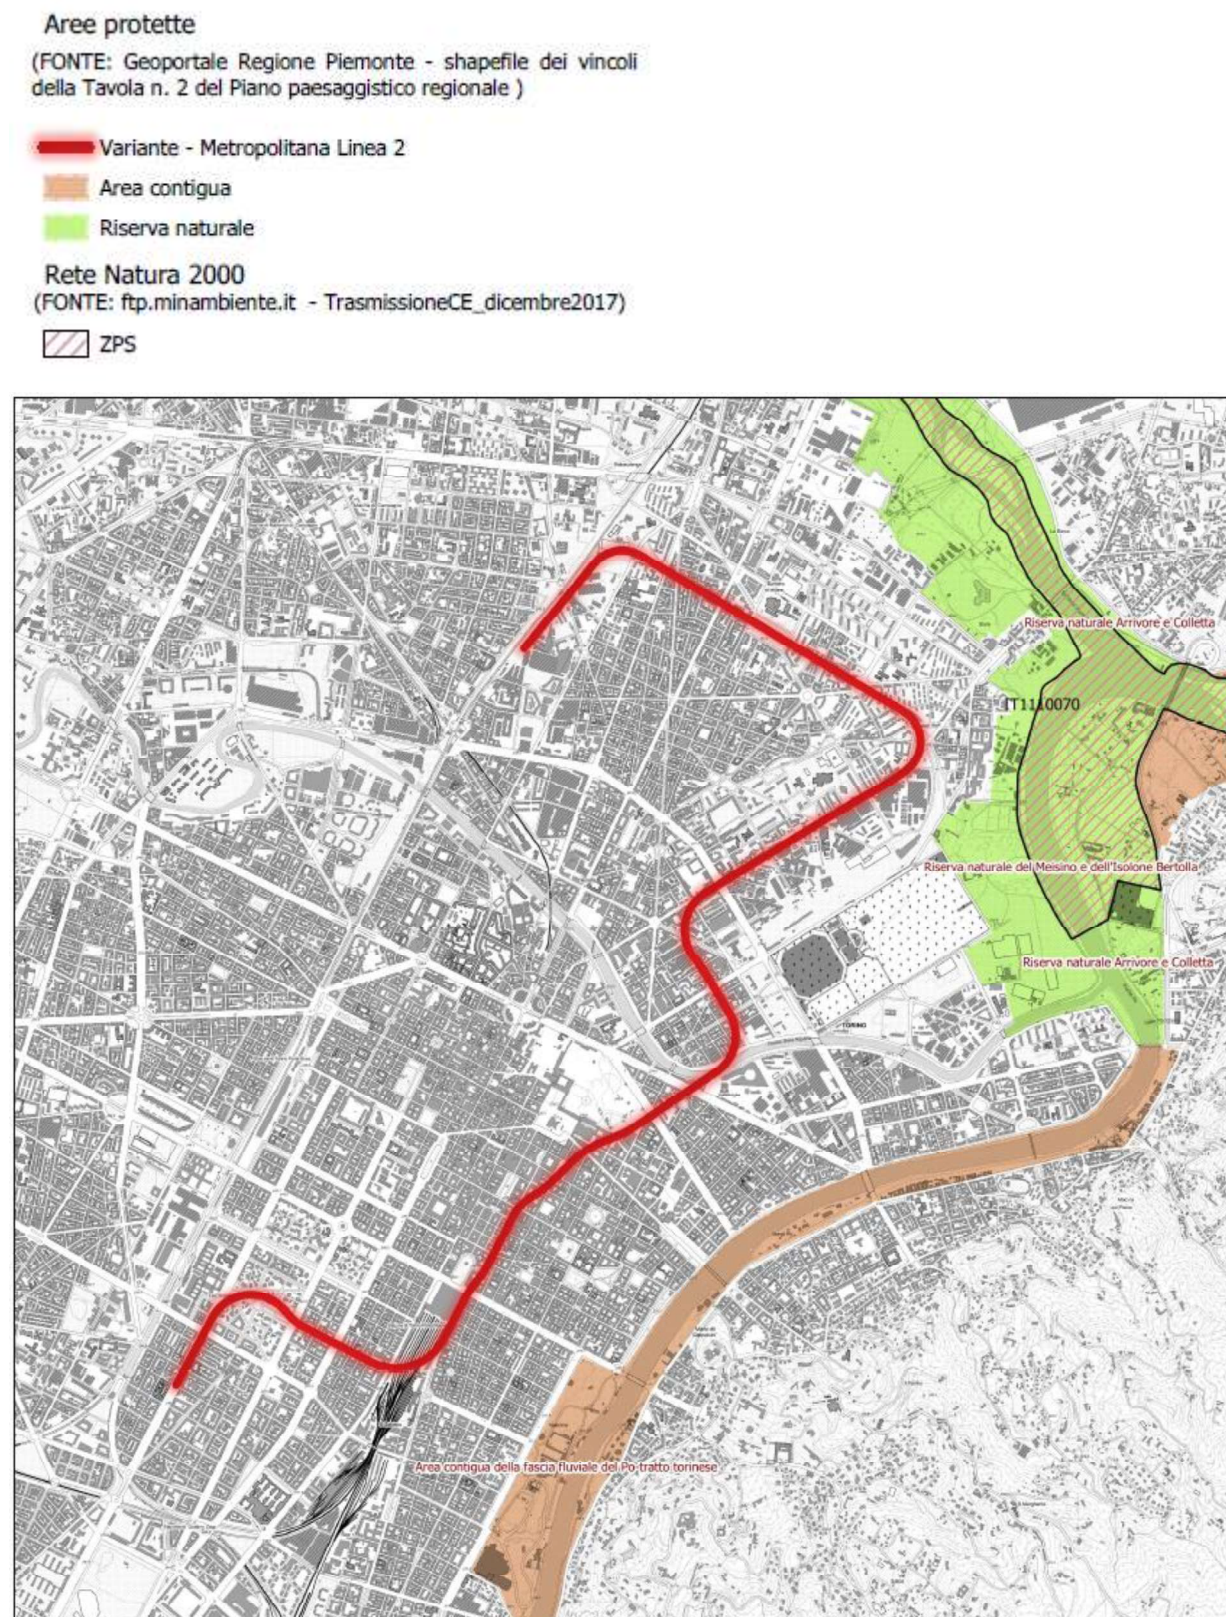 Aree protette
(FONTE: Geoportale Regione Piemonte - shapefile dei vincoli
della Tavola n. 2 del Piano paesaggistico regionale )
Variante - Metropolitana Linea 2
Area contigua
Riserva naturale
Rete Natura 2000
(FONTE: ftp.minambiente.it - TrasmissioneCE_dicembre2017)
ZPS
Riserva naturale Arrivore e Colletta
IT1110070
Riserva naturale del Meisino e dell'Isolone Bertolla
Riserva naturale Arrivore e Colletta
TORINO
Area contigua della fascia fluviale del Po-tratto torinese